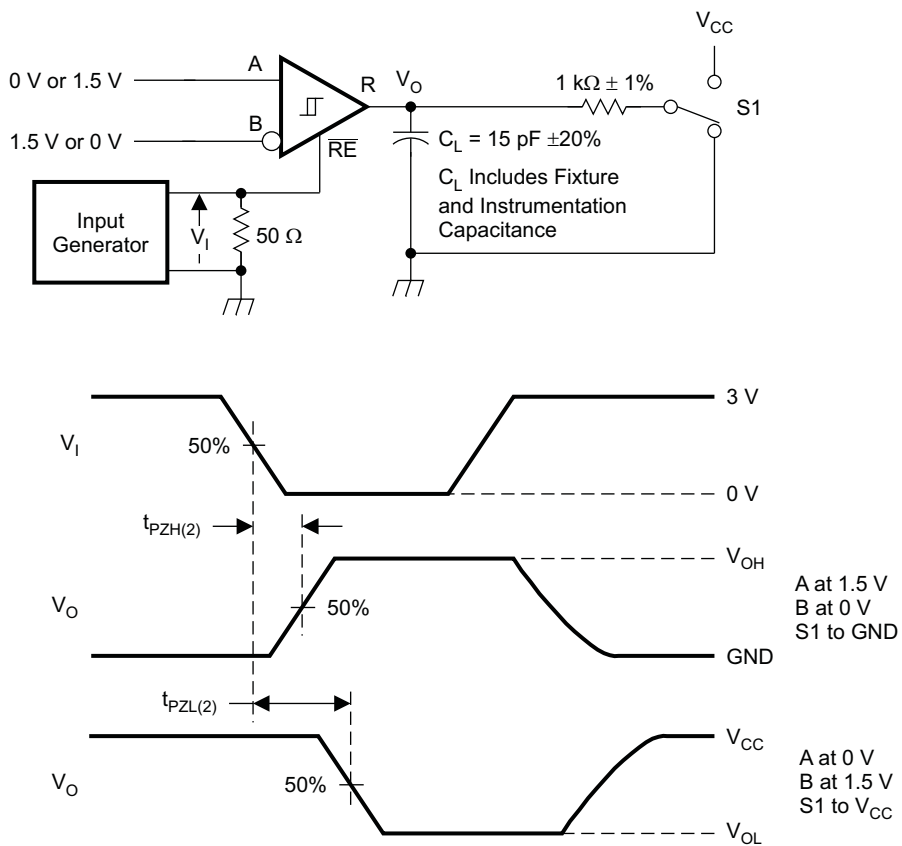 V_CC
0 V or 1.5 V
A
R
V_O
1 kΩ ± 1%
S1
1.5 V or 0 V
B
R̅E̅
C_L = 15 pF ±20%
C_L Includes Fixture
and Instrumentation
Capacitance
Input
Generator
V_I
50 Ω
3 V
V_I
50%
0 V
t_PZH(2)
V_OH
A at 1.5 V
B at 0 V
S1 to GND
V_O
50%
GND
t_PZL(2)
V_CC
A at 0 V
B at 1.5 V
S1 to V_CC
V_O
50%
V_OL